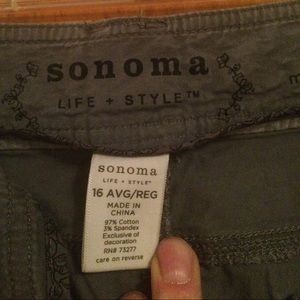 sonoma
LIFE + STYLE™
sonoma
LIFE + STYLE™
16 AVG/REG
MADE IN
CHINA
97% Cotton
3% Spandex
Exclusive of
decoration
RN# 73277
care on reverse